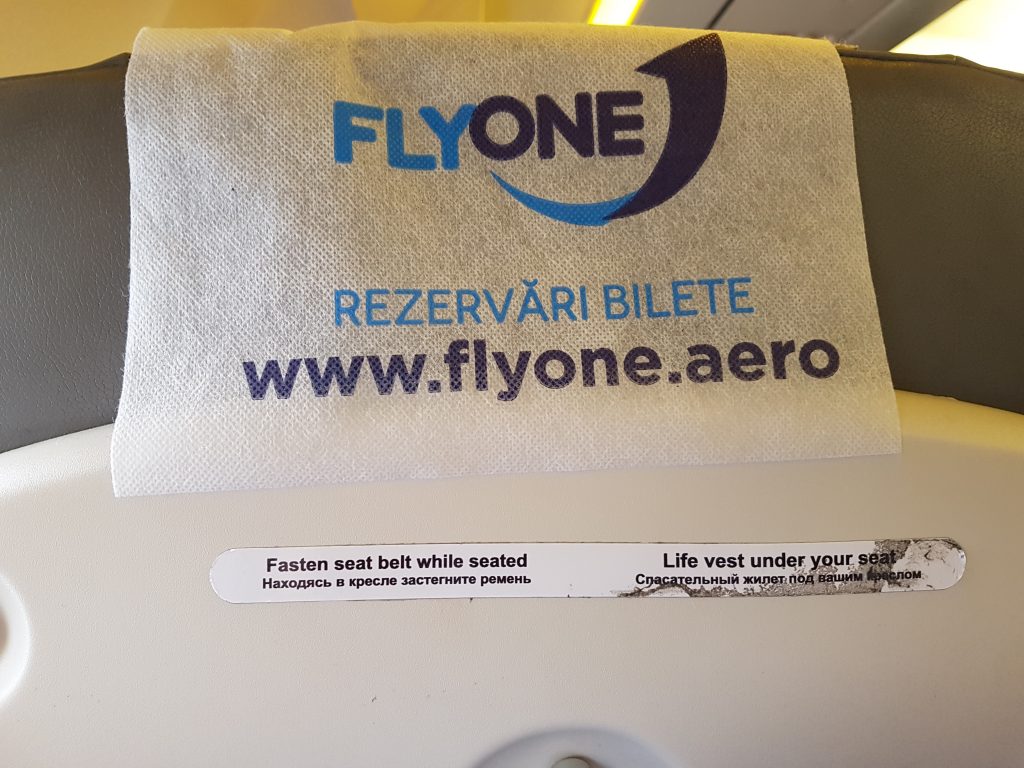 FLYONE
REZERVĂRI BILETE
www.flyone.aero
Fasten seat belt while seated
Находясь в кресле застегните ремень
Life vest under your seat
Спасательный жилет под вашим креслом